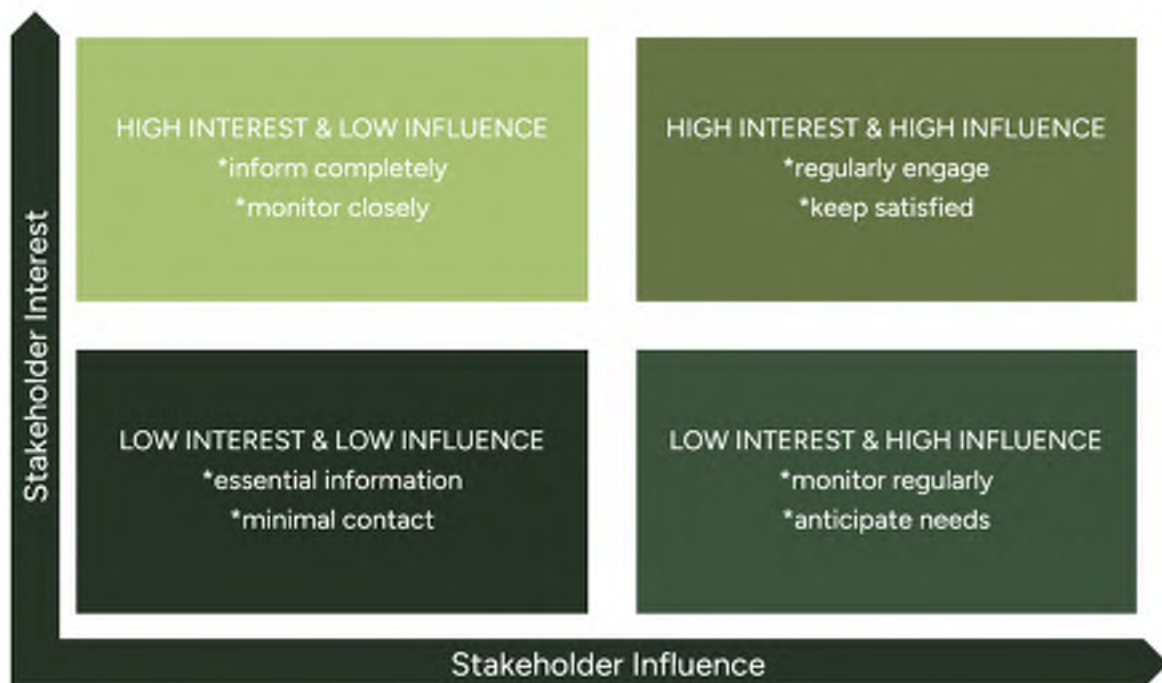 Stakeholder Interest
HIGH INTEREST & LOW INFLUENCE
*inform completely
*monitor closely
HIGH INTEREST & HIGH INFLUENCE
*regularly engage
*keep satisfied
LOW INTEREST & LOW INFLUENCE
*essential information
*minimal contact
LOW INTEREST & HIGH INFLUENCE
*monitor regularly
*anticipate needs
Stakeholder Influence